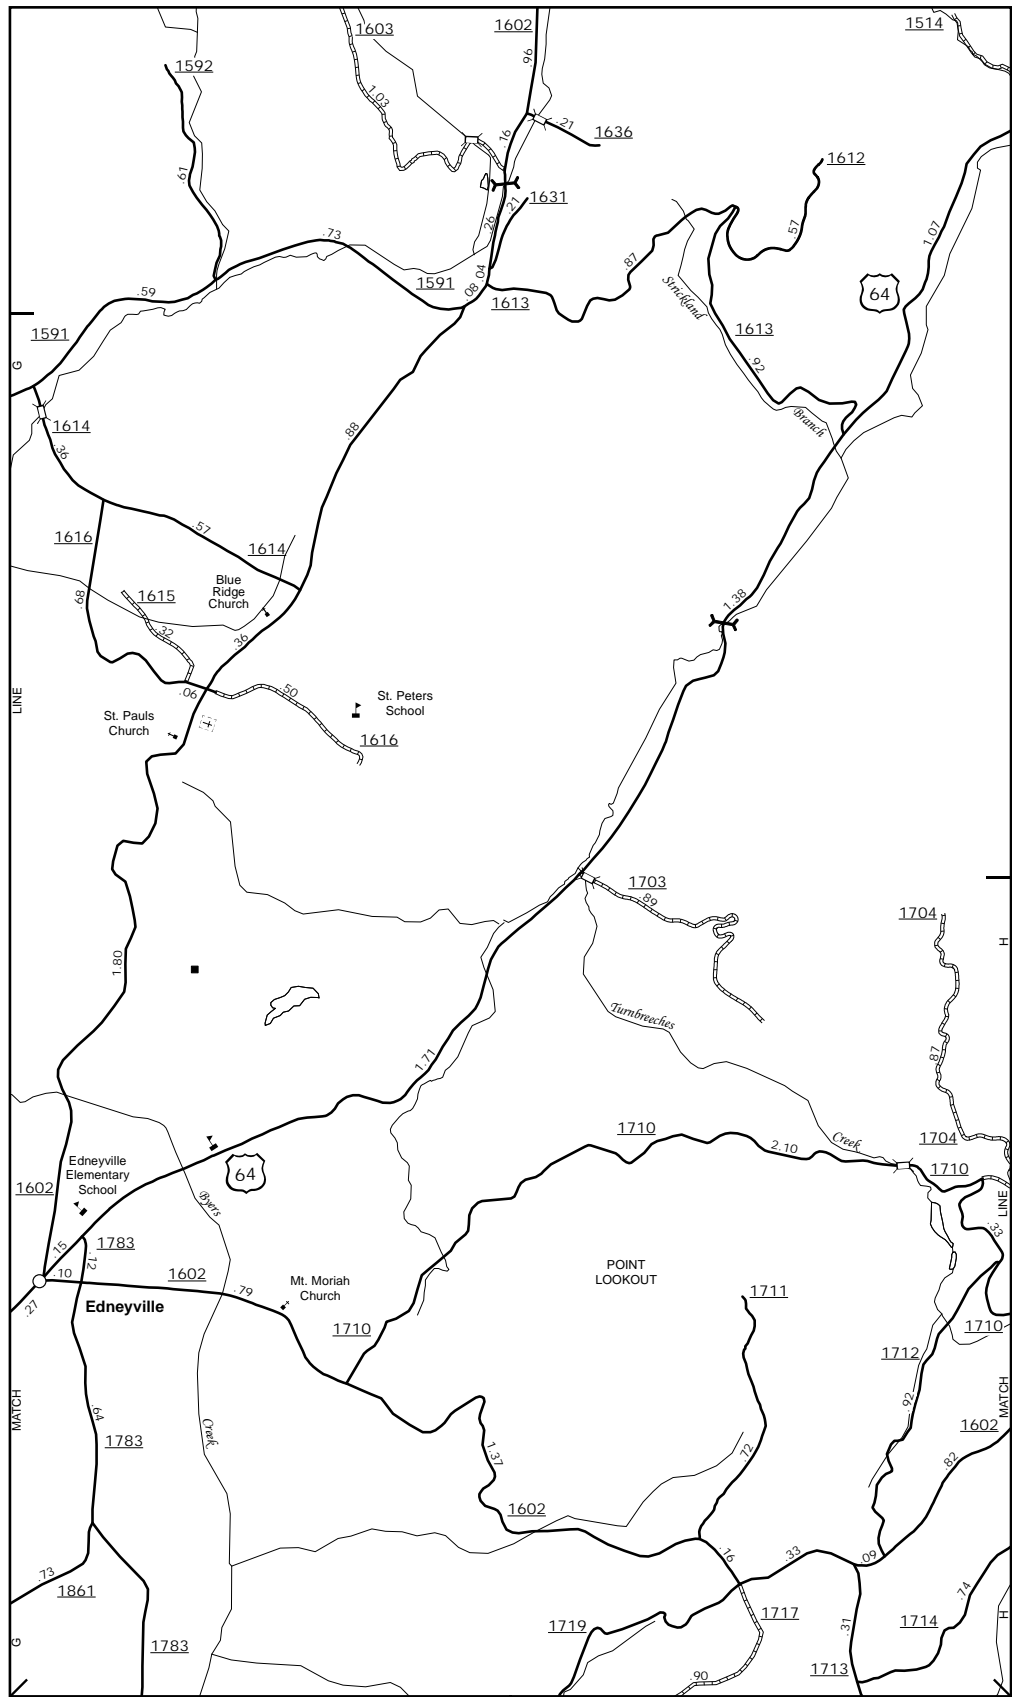 1603
1602
1514
1592
.96
1.03
.21
1636
.16
1612
.61
1631
.21
.26
.57
1.07
.73
.87
.04
.08
1591
1613
Strickland
64
.59
1591
1613
G
.92
1614
Branch
.36
.88
1616
.57
1614
Blue
Ridge
Church
1615
.68
.32
.36
1.38
LINE
.06
.50
St. Peters
School
St. Pauls
Church
1616
1703
.89
1704
H
1.80
Turnbreeches
1.71
.87
1710
2.10
Creek
1704
1710
Edneyville
Elementary
School
64
1602
Byers
LINE
.33
.15
1783
.12
.10
1602
.79
Mt. Moriah
Church
POINT
LOOKOUT
.27
Edneyville
1711
1710
1710
1712
MATCH
MATCH
.92
.64
1783
Creek
1602
1.37
.72
.82
1602
.16
.33
.09
.73
1861
1783
1719
1717
.31
.74
1714
G
H
1713
.90